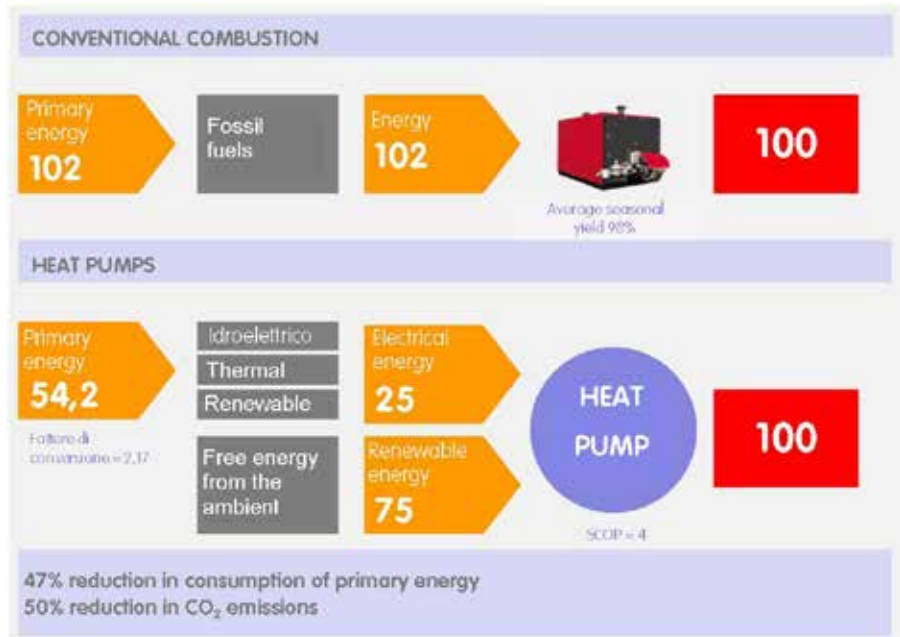 CONVENTIONAL COMBUSTION
Primary
energy
102
Fossil
fuels
Energy
102
100
Average seasonal
yield 98%
HEAT PUMPS
Primary
energy
54,2
Fattore di
conversione = 2,17
Idroelettrico
Thermal
Renewable
Free energy
from the
ambient
Electrical
energy
25
Renewable
energy
75
HEAT
PUMP
SCOP = 4
100
47% reduction in consumption of primary energy
50% reduction in CO₂ emissions